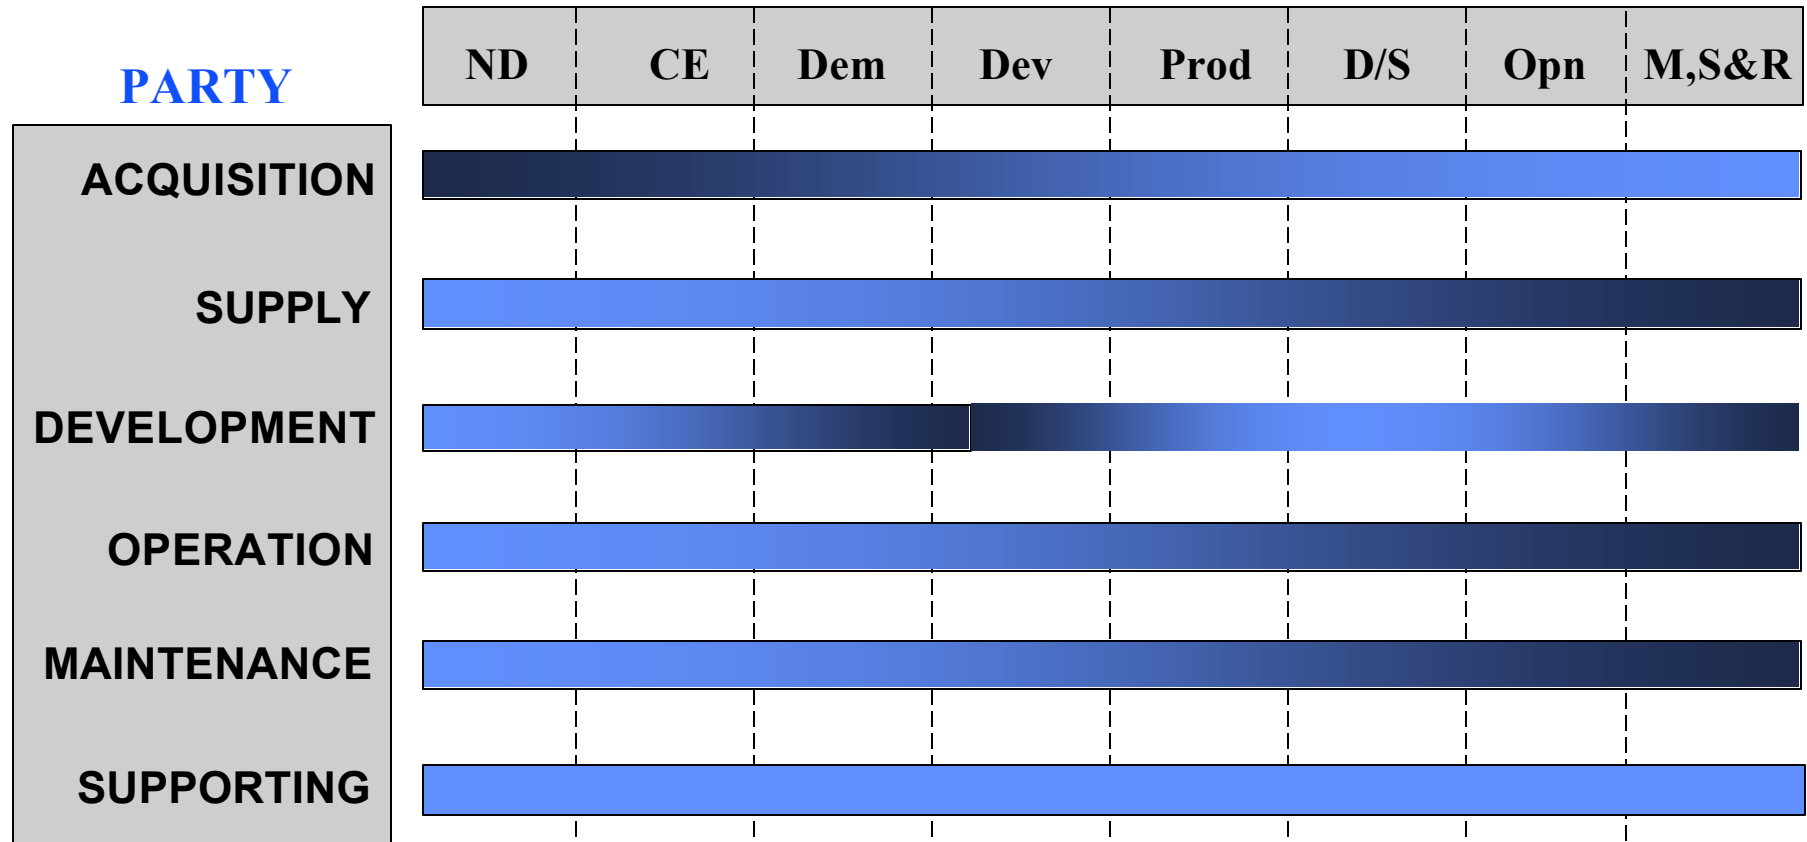 ND CE Dem Dev Prod D/S Opn M,S&R
PARTY
ACQUISITION
SUPPLY
DEVELOPMENT
OPERATION
MAINTENANCE
SUPPORTING